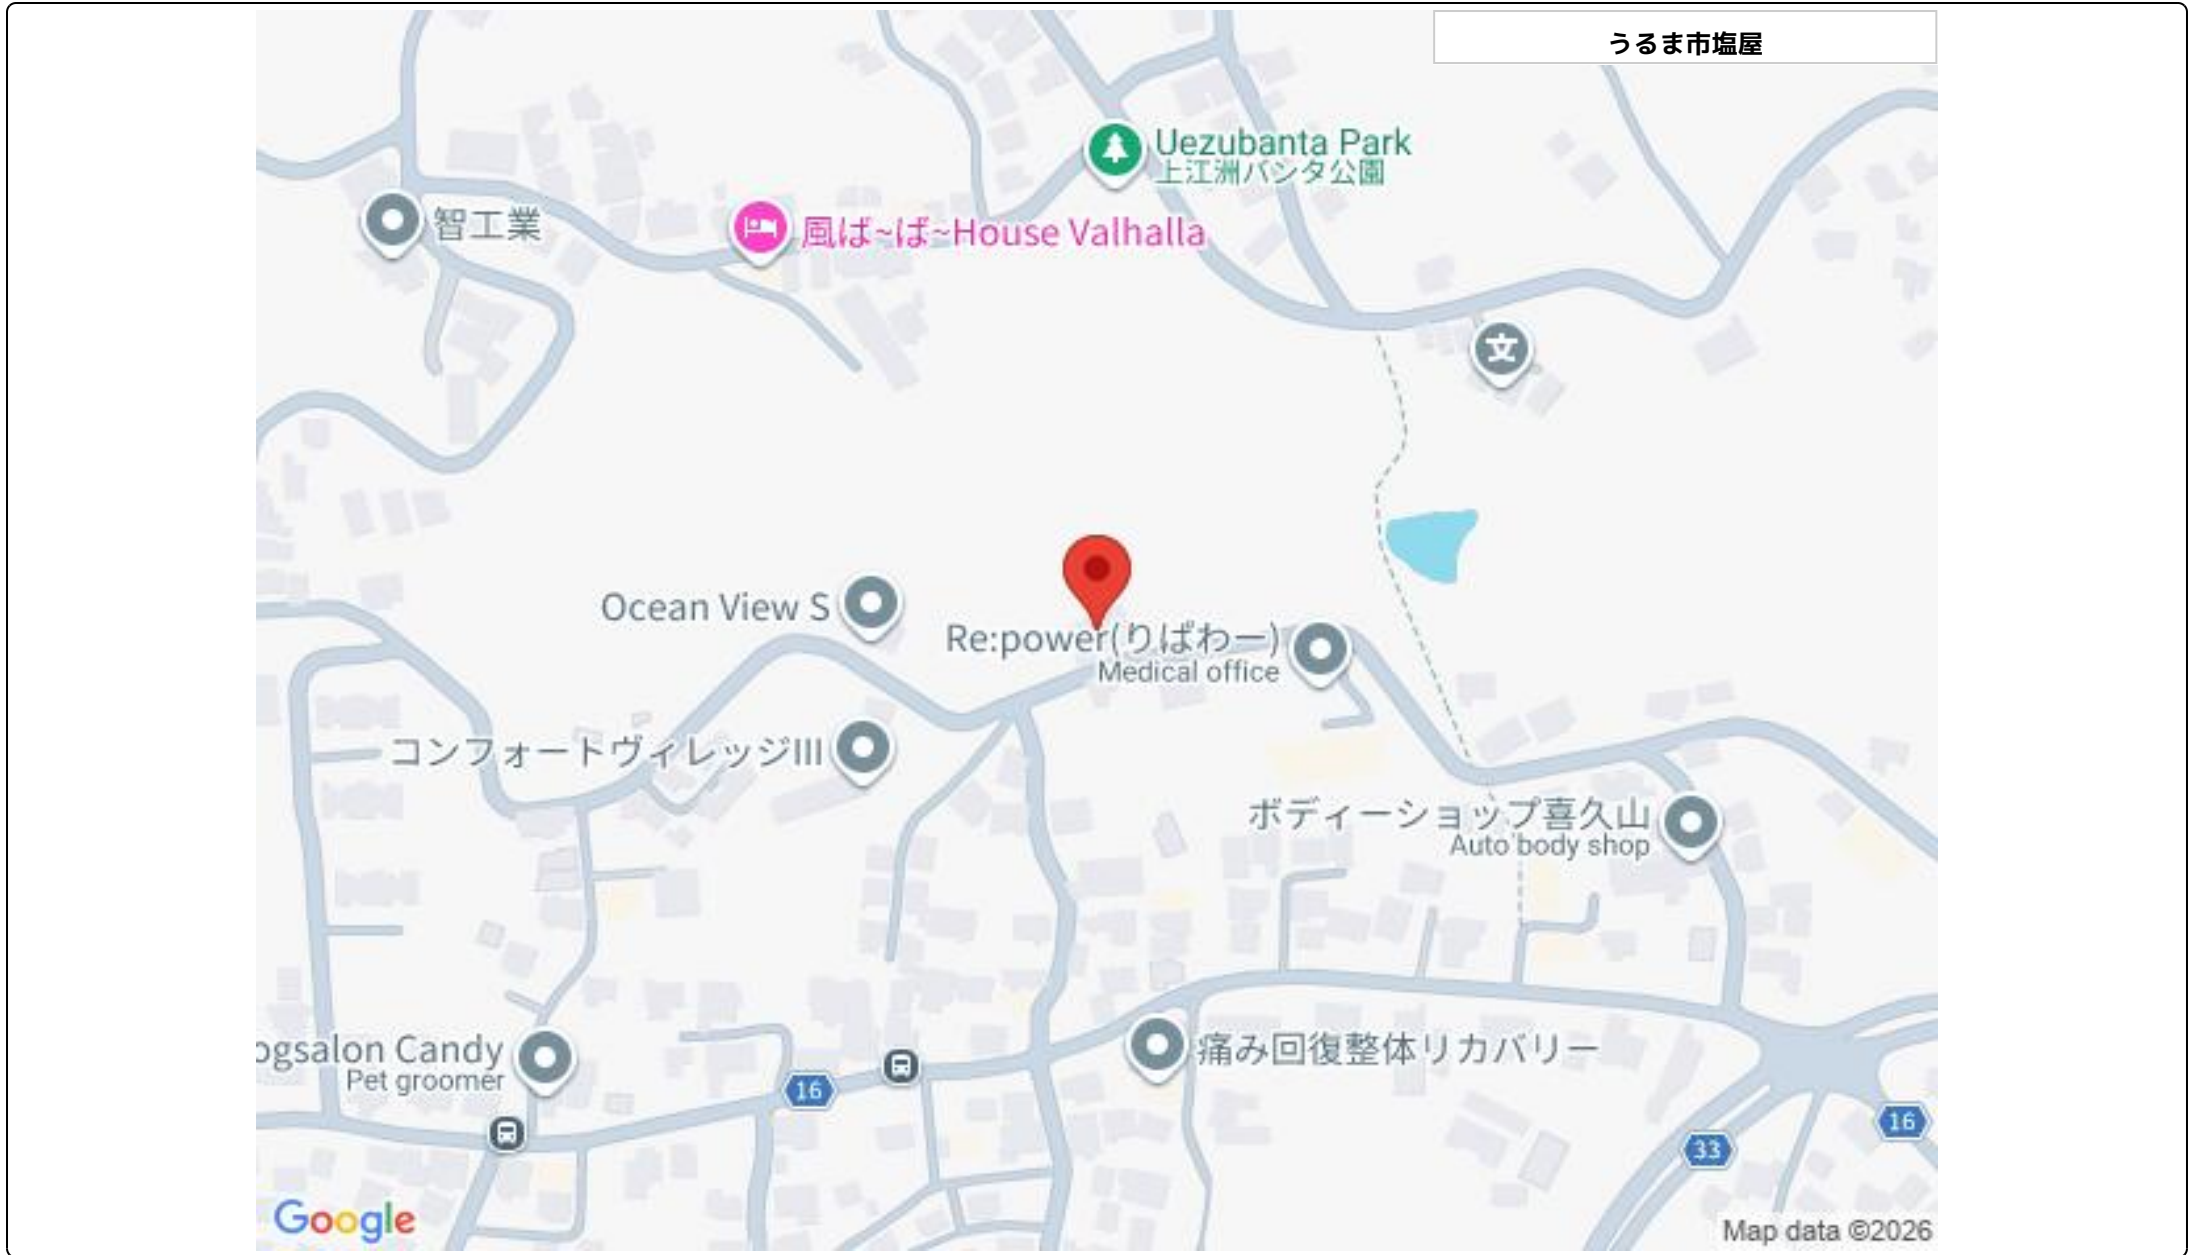 うるま市塩屋
Uezubanta Park
上江洲バンタ公園
智工業
風ば~ば~House Valhalla
文
Ocean View S
Re:power(りぱわー)
Medical office
コンフォートヴィレッジIII
ボディーショップ喜久山
Auto body shop
ogsalon Candy
Pet groomer
痛み回復整体リカバリー
16
16
33
Google
Map data ©2026